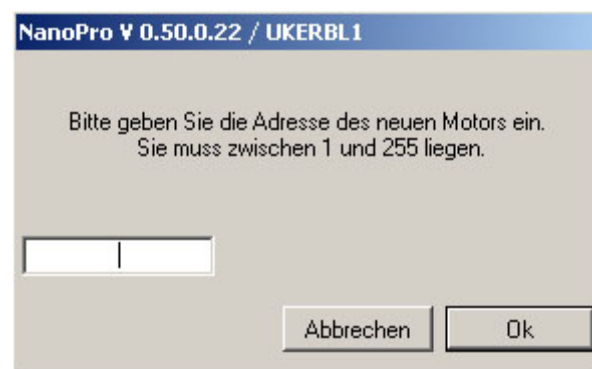 NanoPro V 0.50.0.22 / UKERBL1
Bitte geben Sie die Adresse des neuen Motors ein.
Sie muss zwischen 1 und 255 liegen.
Abbrechen
Ok